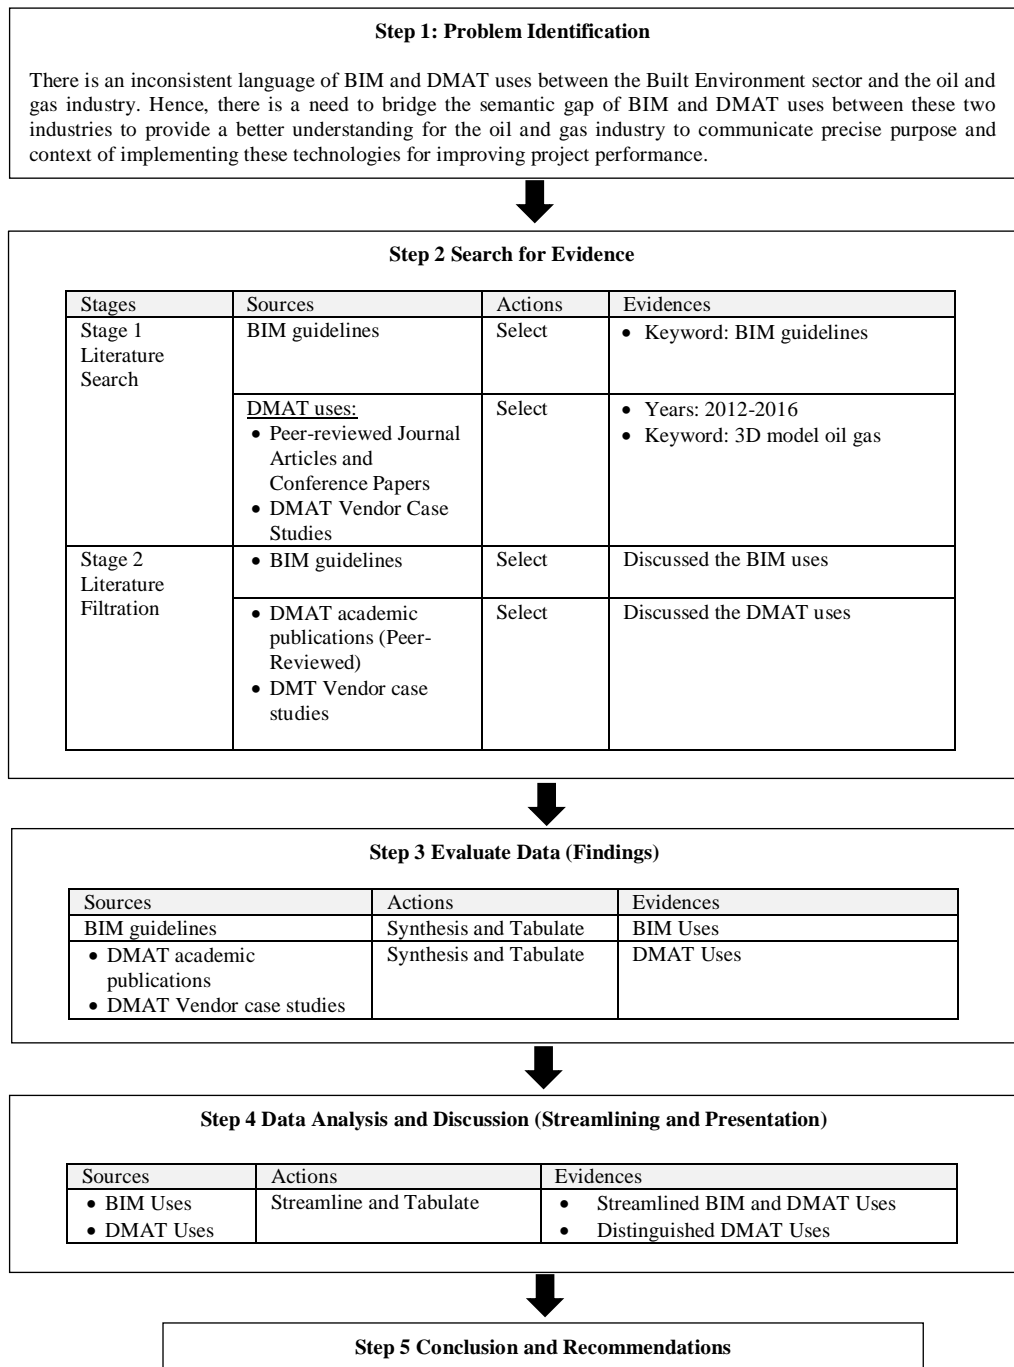 Step 1: Problem Identification
There is an inconsistent language of BIM and DMAT uses between the Built Environment sector and the oil and
gas industry. Hence, there is a need to bridge the semantic gap of BIM and DMAT uses between these two
industries to provide a better understanding for the oil and gas industry to communicate precise purpose and
context of implementing these technologies for improving project performance.
Step 2 Search for Evidence
Stages Sources Actions Evidences
Stage 1
Literature
Search
BIM guidelines
Select
• Keyword: BIM guidelines
DMAT uses:
• Peer-reviewed Journal
Articles and
Conference Papers
• DMAT Vendor Case
Studies
Select
• Years: 2012-2016
• Keyword: 3D model oil gas
Stage 2
Literature
Filtration
• BIM guidelines
Select
Discussed the BIM uses
• DMAT academic
publications (Peer-
Reviewed)
• DMT Vendor case
studies
Select
Discussed the DMAT uses
Step 3 Evaluate Data (Findings)
Sources Actions Evidences
BIM guidelines Synthesis and Tabulate BIM Uses
• DMAT academic
publications
• DMAT Vendor case studies
Synthesis and Tabulate
DMAT Uses
Step 4 Data Analysis and Discussion (Streamlining and Presentation)
Sources Actions Evidences
• BIM Uses
• DMAT Uses
Streamline and Tabulate
• Streamlined BIM and DMAT Uses
• Distinguished DMAT Uses
Step 5 Conclusion and Recommendations